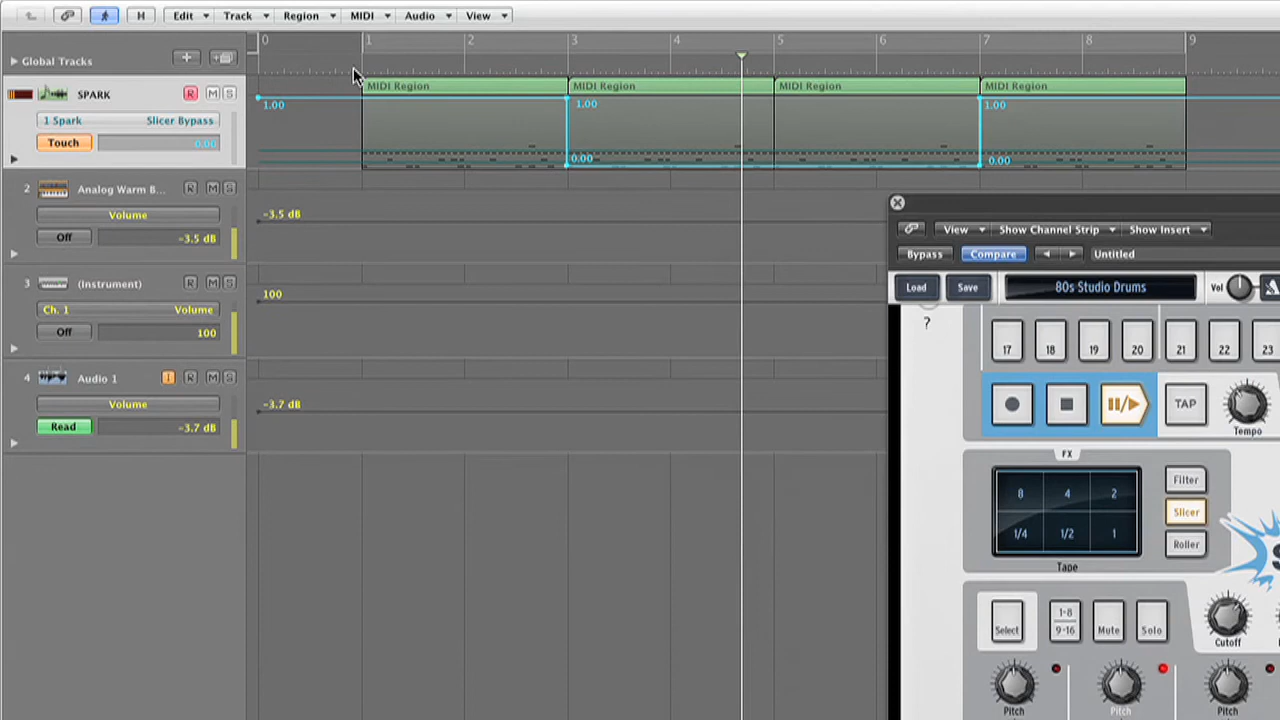 H Edit Track Region MIDI Audio View
0 1 2 3 4 5 6 7 8 9
Global Tracks
SPARK R M S
1 Spark Slicer Bypass
Touch 0.00
MIDI Region MIDI Region MIDI Region MIDI Region
1.00 1.00 1.00
0.00 0.00
2 Analog Warm B... R M S
Volume
Off -3.5 dB
-3.5 dB
3 (Instrument) R M S
Ch. 1 Volume
Off 100
100
4 Audio 1 I R M S
Volume
Read -3.7 dB
-3.7 dB
View Show Channel Strip Show Insert
Bypass Compare Untitled
Load Save 80s Studio Drums Vol
?
17 18 19 20 21 22 23
TAP
Tempo
FX
8 4 2
1/4 1/2 1
Tape
Filter
Slicer
Roller
S
Select 1-8 9-16 Mute Solo
Cutoff
Pitch Pitch Pitch